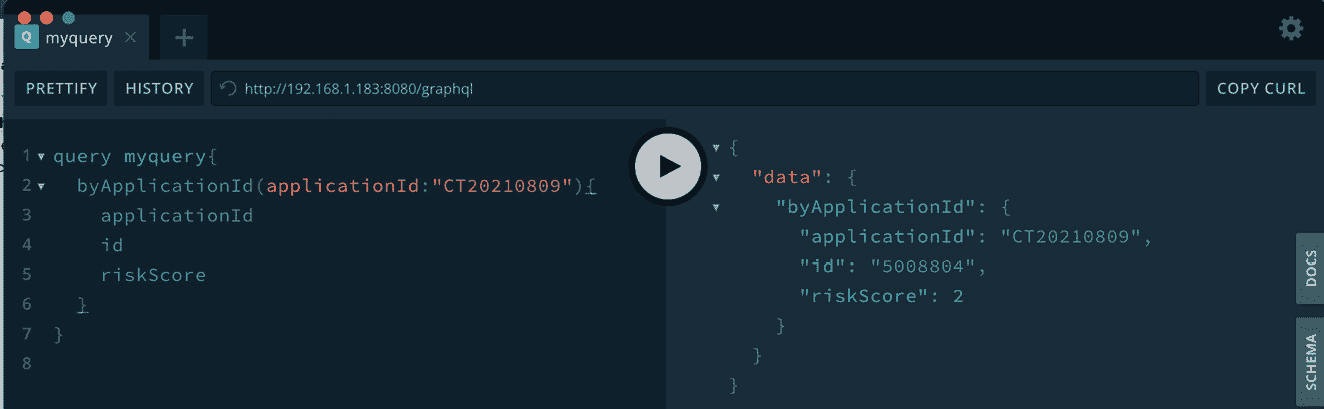 Q myquery
PRETTIFY HISTORY http://192.168.1.183:8080/graphql COPY CURL
1 query myquery{
2 byApplicationId(applicationId:"CT20210809"){
3 applicationId
4 id
5 riskScore
6 }
7 }
8
{
"data": {
"byApplicationId": {
"applicationId": "CT20210809",
"id": "5008804",
"riskScore": 2
}
}
}
DOCS
SCHEMA